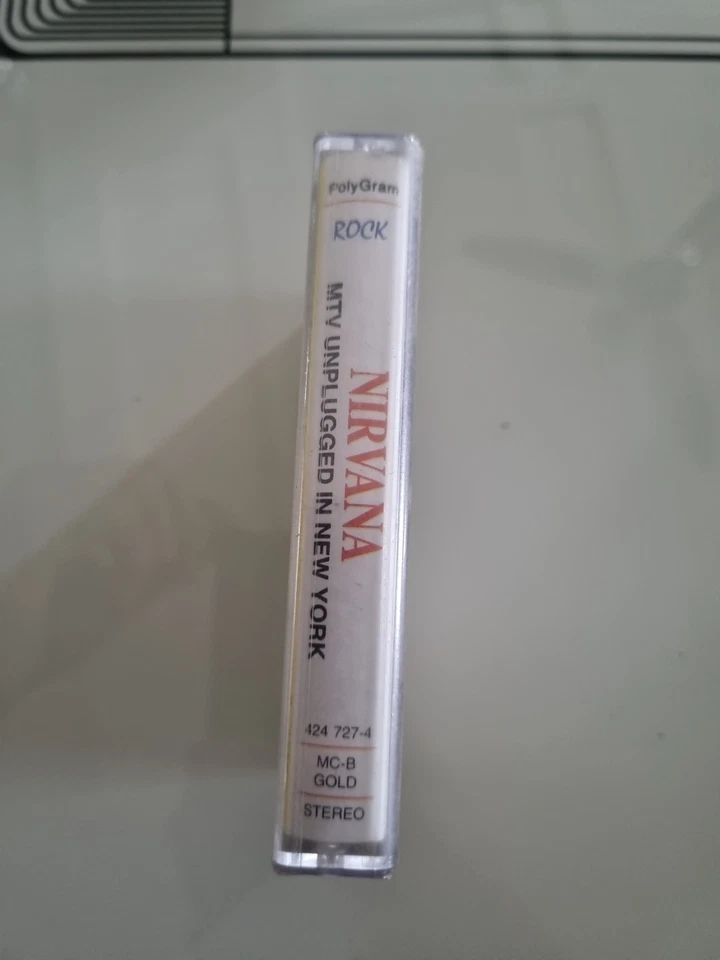 PolyGram
ROCK
NIRVANA
MTV UNPLUGGED IN NEW YORK
424 727-4
MC-B
GOLD
STEREO